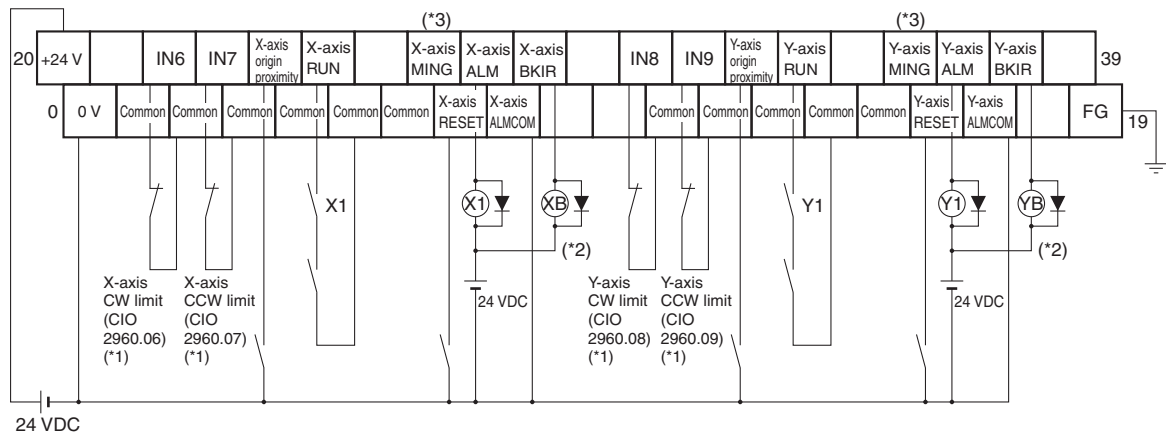 (*3) (*3)
20 +24 V IN6 IN7 X-axis origin proximity X-axis RUN X-axis MING X-axis ALM X-axis BKIR IN8 IN9 Y-axis origin proximity Y-axis RUN Y-axis MING Y-axis ALM Y-axis BKIR 39
0 0 V Common Common Common Common Common Common X-axis RESET X-axis ALMCOM Common Common Common Common Common Y-axis RESET Y-axis ALMCOM FG 19
X1 X1 XB Y1 Y1 YB
(*2) (*2)
X-axis
CW limit
(CIO
2960.06)
(*1)
X-axis
CCW limit
(CIO
2960.07)
(*1)
24 VDC
Y-axis
CW limit
(CIO
2960.08)
(*1)
Y-axis
CCW limit
(CIO
2960.09)
(*1)
24 VDC
24 VDC